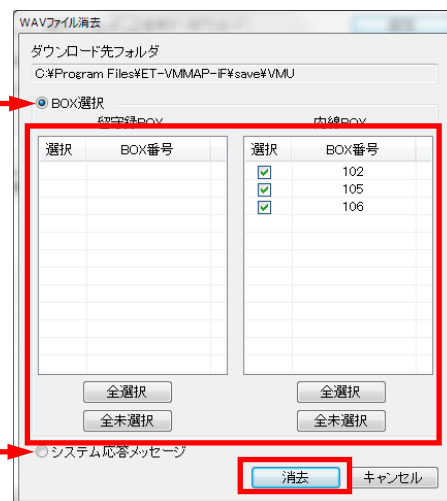 WAVファイル消去
ダウンロード先フォルダ
C:¥Program Files¥ET-VMMAP-iF¥save¥VMU
BOX選択
留守録BOX 内線BOX
選択 BOX番号 選択 BOX番号
102
105
106
全選択 全選択
全未選択 全未選択
システム応答メッセージ
消去 キャンセル